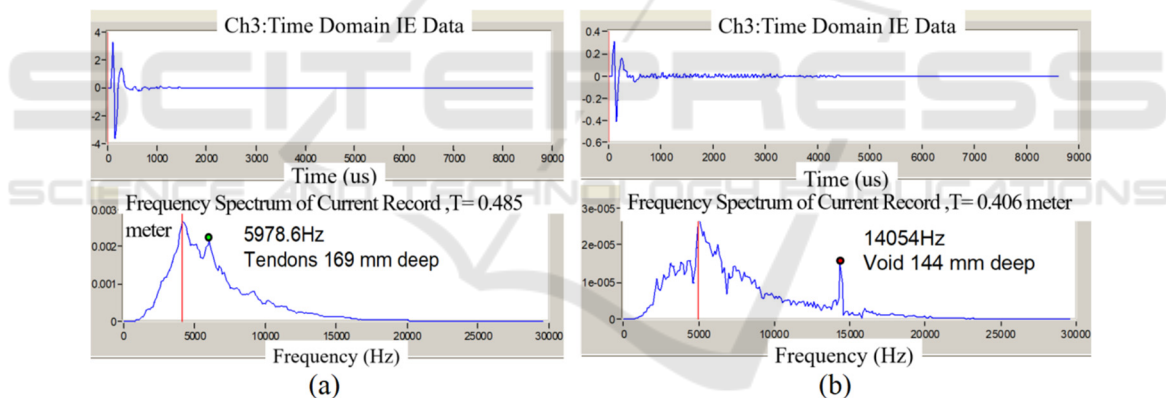 Ch3:Time Domain IE Data
4
2
0
-2
-4
0 1000 2000 3000 4000 5000 6000 7000 8000 9000
Time (us)
Frequency Spectrum of Current Record ,T= 0.485
meter
0.003
0.002
0.001
0
5978.6Hz
Tendons 169 mm deep
0 5000 10000 15000 20000 25000 30000
Frequency (Hz)
(a)
Ch3:Time Domain IE Data
0.4
0.2
0
-0.2
-0.4
-0.6
0 1000 2000 3000 4000 5000 6000 7000 8000 9000
Time (us)
Frequency Spectrum of Current Record ,T= 0.406 meter
3e-005
2e-005
1e-005
0
14054Hz
Void 144 mm deep
0 5000 10000 15000 20000 25000 30000
Frequency (Hz)
(b)
SCITEPRESS
SCIENCE AND TECHNOLOGY PUBLICATIONS